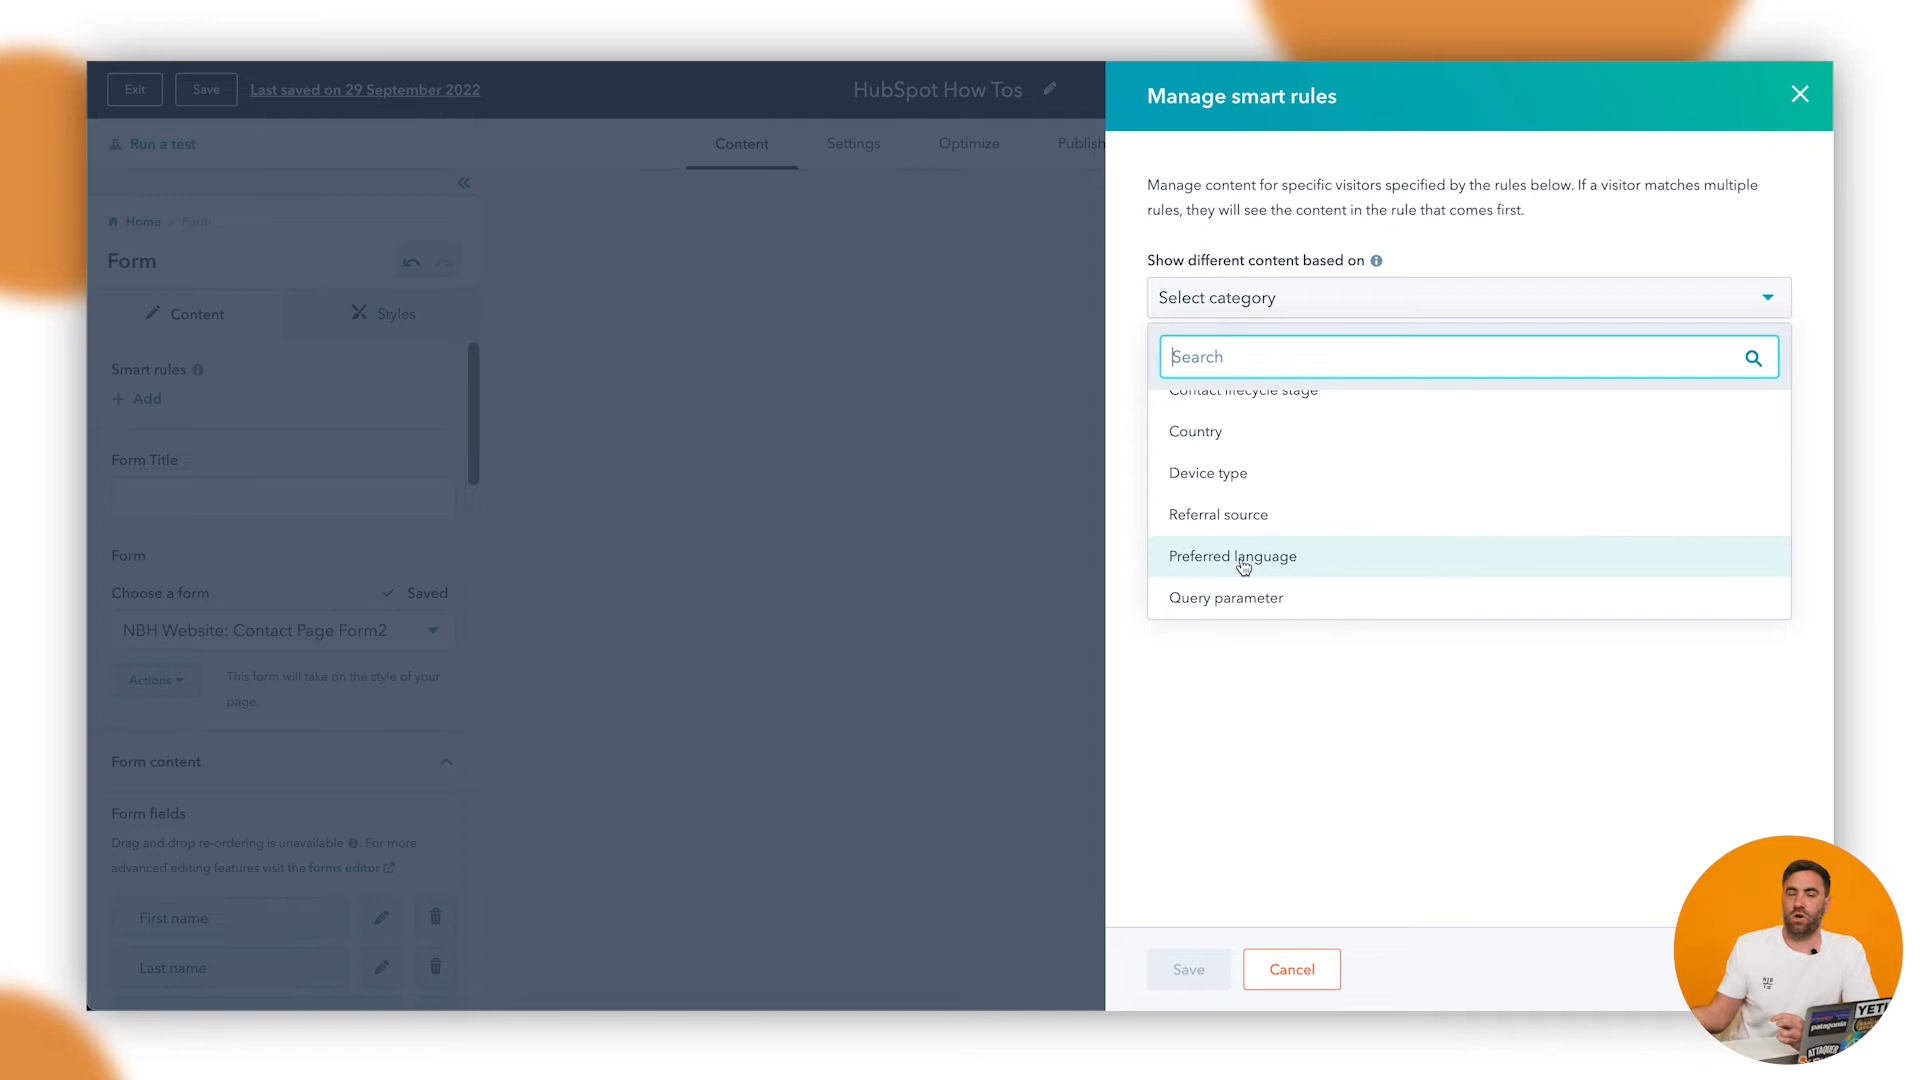 Exit
Save
Last saved on 29 September 2022
HubSpot How Tos
Run a test
Content
Settings
Optimize
Publish
Home > Form
Form
Content
Styles
Smart rules
+ Add
Form Title
Form
Choose a form
Saved
NBH Website: Contact Page Form2
Actions
This form will take on the style of your
page.
Form content
Form fields
Drag and drop re-ordering is unavailable . For more
advanced editing features visit the forms editor .
First name
Last name
Manage smart rules
Manage content for specific visitors specified by the rules below. If a visitor matches multiple
rules, they will see the content in the rule that comes first.
Show different content based on
Select category
Search
Contact lifecycle stage
Country
Device type
Referral source
Preferred language
Query parameter
Save
Cancel
YETI
patagonia
ATTAQUER